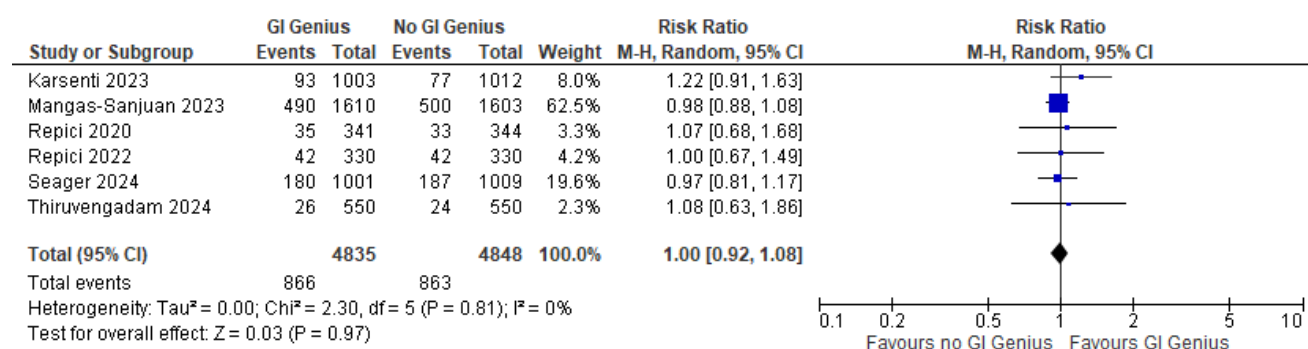 GI Genius No GI Genius Risk Ratio Risk Ratio
Study or Subgroup Events Total Events Total Weight M-H, Random, 95% CI M-H, Random, 95% CI
Karsenti 2023 93 1003 77 1012 8.0% 1.22 [0.91, 1.63]
Mangas-Sanjuan 2023 490 1610 500 1603 62.5% 0.98 [0.88, 1.08]
Repici 2020 35 341 33 344 3.3% 1.07 [0.68, 1.68]
Repici 2022 42 330 42 330 4.2% 1.00 [0.67, 1.49]
Seager 2024 180 1001 187 1009 19.6% 0.97 [0.81, 1.17]
Thiruvengadam 2024 26 550 24 550 2.3% 1.08 [0.63, 1.86]
Total (95% CI) 4835 4848 100.0% 1.00 [0.92, 1.08]
Total events 866 863
Heterogeneity: Tau² = 0.00; Chi² = 2.30, df = 5 (P = 0.81); I² = 0%
Test for overall effect: Z = 0.03 (P = 0.97)
0.1 0.2 0.5 1 2 5 10
Favours no GI Genius Favours GI Genius